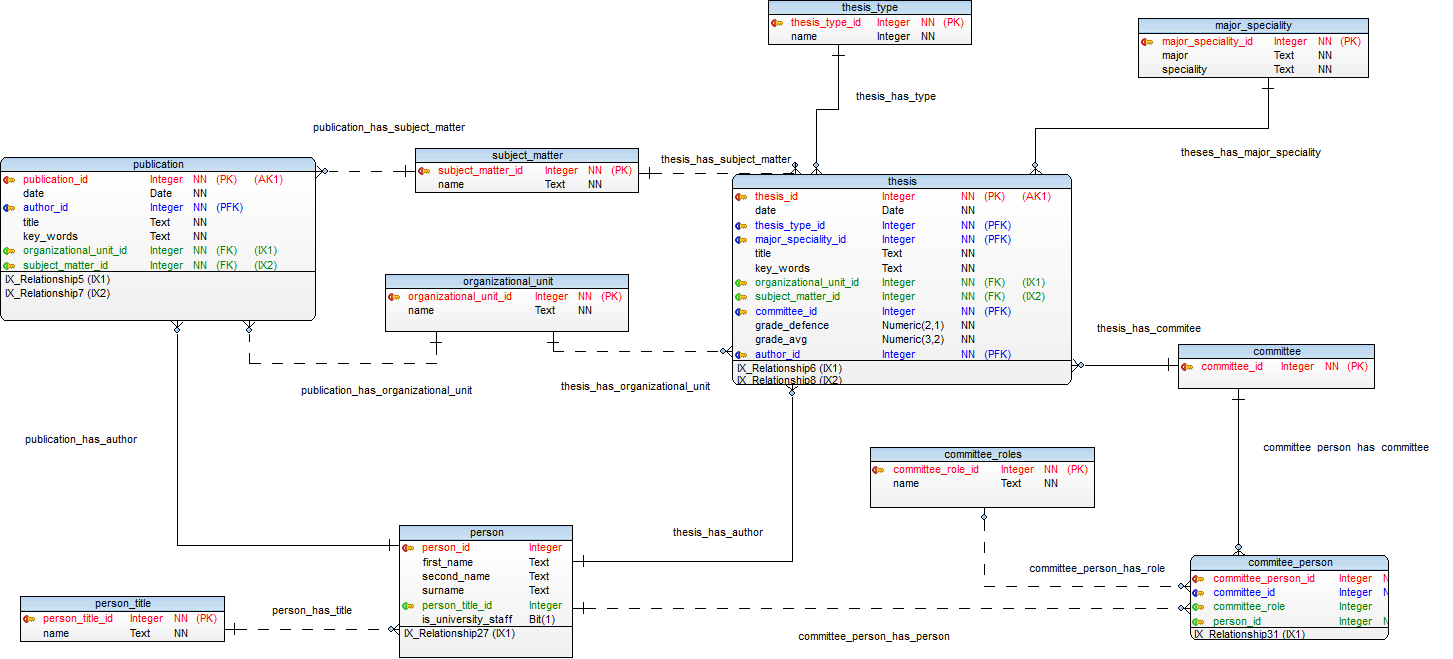 thesis_type
thesis_type_id Integer NN (PK)
name Integer NN
major_speciality
major_speciality_id Integer NN (PK)
major Text NN
speciality Text NN
thesis_has_type
publication_has_subject_matter
theses_has_major_speciality
subject_matter
subject_matter_id Integer NN (PK)
name Text NN
thesis_has_subject_matter
publication
publication_id Integer NN (PK) (AK1)
date Date NN
author_id Integer NN (PFK)
title Text NN
key_words Text NN
organizational_unit_id Integer NN (FK) (IX1)
subject_matter_id Integer NN (FK) (IX2)
IX_Relationship5 (IX1)
IX_Relationship7 (IX2)
thesis
thesis_id Integer NN (PK) (AK1)
date Date NN
thesis_type_id Integer NN (PFK)
major_speciality_id Integer NN (PFK)
title Text NN
key_words Text NN
organizational_unit_id Integer NN (FK) (IX1)
subject_matter_id Integer NN (FK) (IX2)
committee_id Integer NN (PFK)
grade_defence Numeric(2,1) NN
grade_avg Numeric(3,2) NN
author_id Integer NN (PFK)
IX_Relationship6 (IX1)
IX_Relationship8 (IX2)
organizational_unit
organizational_unit_id Integer NN (PK)
name Text NN
thesis_has_commitee
committee
committee_id Integer NN (PK)
publication_has_organizational_unit
thesis_has_organizational_unit
publication_has_author
committee_person_has_committee
committee_roles
committee_role_id Integer NN (PK)
name Text NN
person
person_id Integer
first_name Text
second_name Text
surname Text
person_title_id Integer
is_university_staff Bit(1)
IX_Relationship27 (IX1)
thesis_has_author
committee_person_has_role
commitee_person
committee_person_id Integer N
committee_id Integer N
committee_role Integer
person_id Integer N
IX_Relationship31 (IX1)
person_title
person_title_id Integer NN (PK)
name Text NN
person_has_title
committee_person_has_person